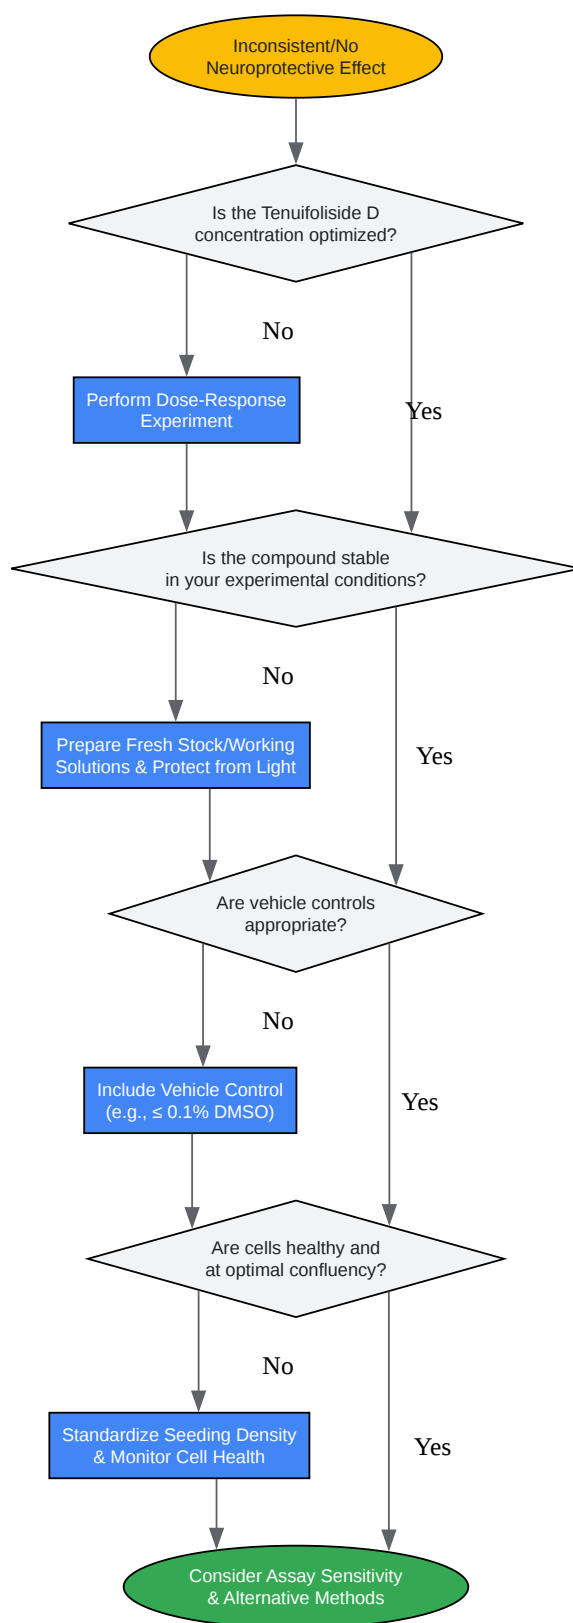 Inconsistent/No
Neuroprotective Effect
Is the Tenuifoliside D
concentration optimized?
No
Perform Dose-Response
Experiment
Yes
Is the compound stable
in your experimental conditions?
No
Prepare Fresh Stock/Working
Solutions & Protect from Light
Yes
Are vehicle controls
appropriate?
No
Include Vehicle Control
(e.g., ≤ 0.1% DMSO)
Yes
Are cells healthy and
at optimal confluency?
No
Standardize Seeding Density
& Monitor Cell Health
Yes
Consider Assay Sensitivity
& Alternative Methods